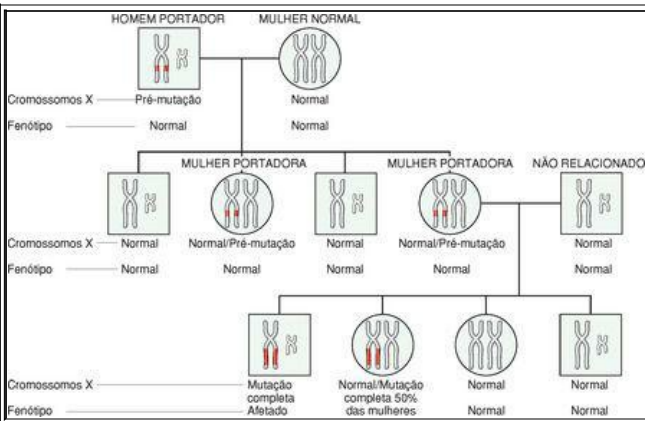 HOMEM PORTADOR MULHER NORMAL
Cromossomos X Pré-mutação Normal
Fenótipo Normal Normal
MULHER PORTADORA MULHER PORTADORA NÃO RELACIONADO
Cromossomos X Normal Normal/Pré-mutação Normal Normal/Pré-mutação Normal
Fenótipo Normal Normal Normal Normal Normal
Cromossomos X Mutação Normal/Mutação Normal Normal
completa completa 50%
Fenótipo Afetado das mulheres Normal Normal